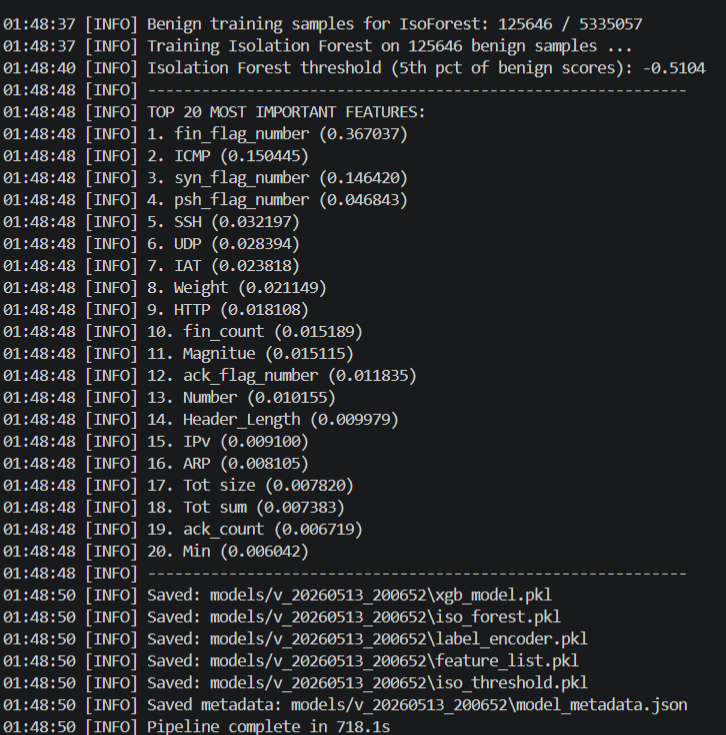 01:48:37 [INFO] Benign training samples for IsoForest: 125646 / 5335057
01:48:37 [INFO] Training Isolation Forest on 125646 benign samples ...
01:48:40 [INFO] Isolation Forest threshold (5th pct of benign scores): -0.5104
01:48:48 [INFO] ------------------------------------------------------------
01:48:48 [INFO] TOP 20 MOST IMPORTANT FEATURES:
01:48:48 [INFO] 1. fin_flag_number (0.367037)
01:48:48 [INFO] 2. ICMP (0.150445)
01:48:48 [INFO] 3. syn_flag_number (0.146420)
01:48:48 [INFO] 4. psh_flag_number (0.046843)
01:48:48 [INFO] 5. SSH (0.032197)
01:48:48 [INFO] 6. UDP (0.028394)
01:48:48 [INFO] 7. IAT (0.023818)
01:48:48 [INFO] 8. Weight (0.021149)
01:48:48 [INFO] 9. HTTP (0.018108)
01:48:48 [INFO] 10. fin_count (0.015189)
01:48:48 [INFO] 11. Magnitue (0.015115)
01:48:48 [INFO] 12. ack_flag_number (0.011835)
01:48:48 [INFO] 13. Number (0.010155)
01:48:48 [INFO] 14. Header_Length (0.009979)
01:48:48 [INFO] 15. IPv (0.009100)
01:48:48 [INFO] 16. ARP (0.008105)
01:48:48 [INFO] 17. Tot size (0.007820)
01:48:48 [INFO] 18. Tot sum (0.007383)
01:48:48 [INFO] 19. ack_count (0.006719)
01:48:48 [INFO] 20. Min (0.006042)
01:48:48 [INFO] ------------------------------------------------------------
01:48:50 [INFO] Saved: models/v_20260513_200652\xgb_model.pkl
01:48:50 [INFO] Saved: models/v_20260513_200652\iso_forest.pkl
01:48:50 [INFO] Saved: models/v_20260513_200652\label_encoder.pkl
01:48:50 [INFO] Saved: models/v_20260513_200652\feature_list.pkl
01:48:50 [INFO] Saved: models/v_20260513_200652\iso_threshold.pkl
01:48:50 [INFO] Saved metadata: models/v_20260513_200652\model_metadata.json
01:48:50 [INFO] Pipeline complete in 718.1s